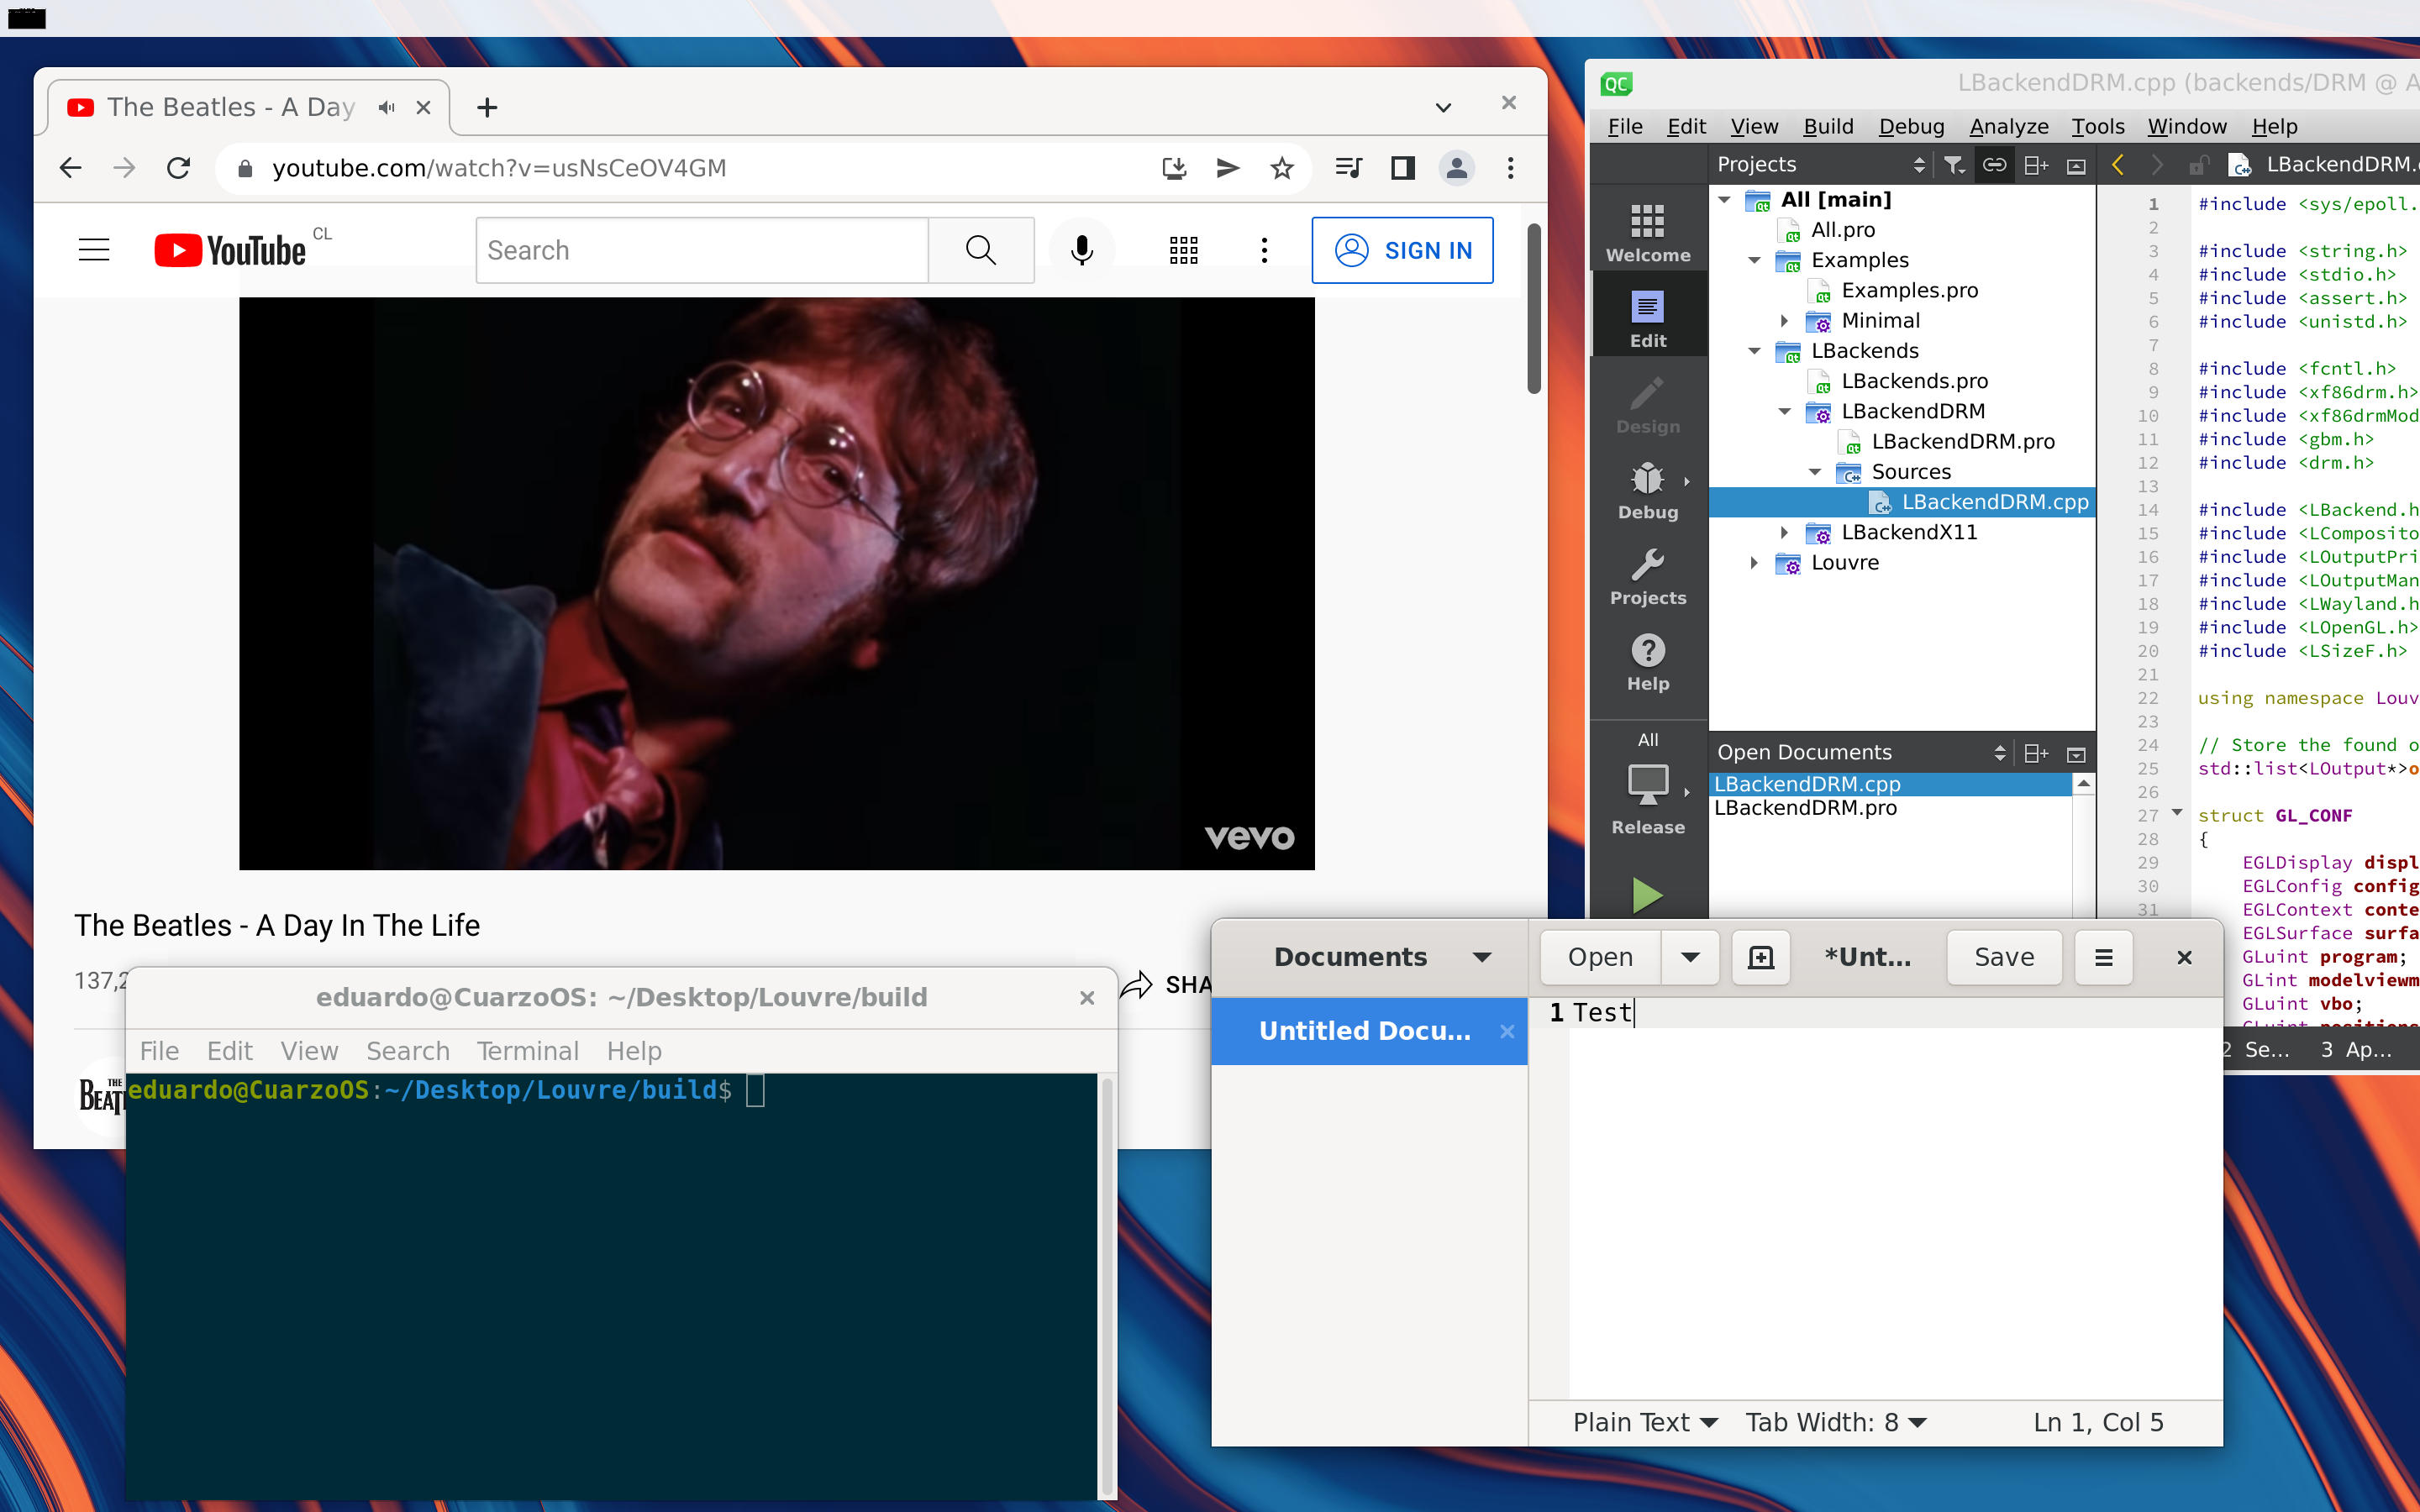 The Beatles - A Day
youtube.com/watch?v=usNsCeOV4GM
YouTube CL
Search
SIGN IN
vevo
The Beatles - A Day In The Life
137,2
SHA
THE
BEAT
eduardo@CuarzoOS: ~/Desktop/Louvre/build
File Edit View Search Terminal Help
eduardo@CuarzoOS:~/Desktop/Louvre/build$
QC
LBackendDRM.cpp (backends/DRM @ A
File Edit View Build Debug Analyze Tools Window Help
Welcome
Edit
Design
Debug
Projects
Help
All
Release
Projects
All [main]
All.pro
Examples
Examples.pro
Minimal
LBackends
LBackends.pro
LBackendDRM
LBackendDRM.pro
Sources
LBackendDRM.cpp
LBackendX11
Louvre
Open Documents
LBackendDRM.cpp
LBackendDRM.pro
LBackendDRM.
1 #include <sys/epoll.
2
3 #include <string.h>
4 #include <stdio.h>
5 #include <assert.h>
6 #include <unistd.h>
7
8 #include <fcntl.h>
9 #include <xf86drm.h>
10 #include <xf86drmMod
11 #include <gbm.h>
12 #include <drm.h>
13
14 #include <LBackend.h
15 #include <LComposito
16 #include <LOutputPri
17 #include <LOutputMan
18 #include <LWayland.h
19 #include <LOpenGL.h>
20 #include <LSizeF.h>
21
22 using namespace Louv
23
24 // Store the found o
25 std::list<LOutput*>o
26
27 struct GL_CONF
28 {
29 EGLDisplay displ
30 EGLConfig config
31 EGLContext conte
EGLSurface surfa
GLuint program;
GLint modelviewm
GLuint vbo;
2 Se... 3 Ap...
Documents
Open
*Unt...
Save
Untitled Docu...
1 Test
Plain Text Tab Width: 8 Ln 1, Col 5